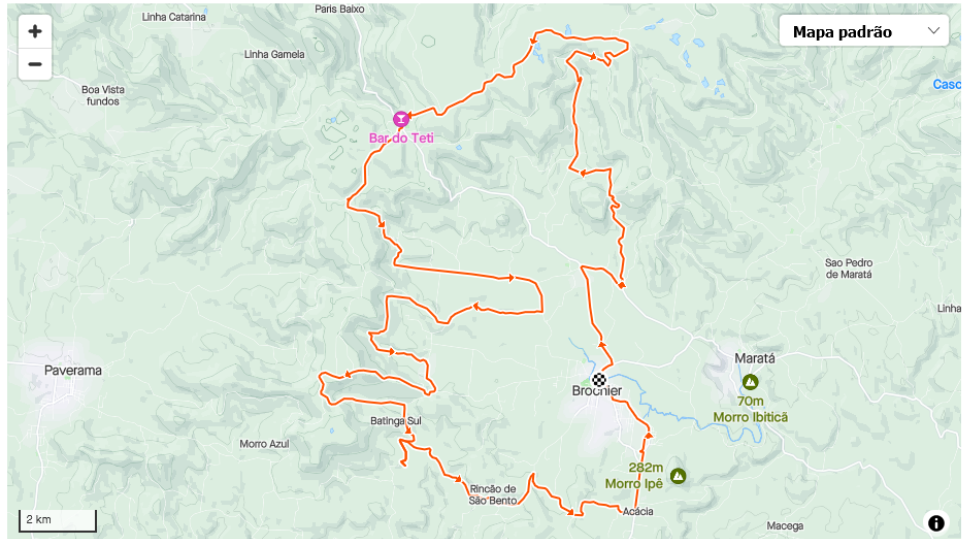 Paris Baixo
Linha Catarina
+
Mapa padrão
Linha Gamela
−
Casc
Boa Vista
fundos
Bar do Teti
Sao Pedro
de Maratá
Linha
Maratá
Paverama
Brochier
70m
Morro Ibiticã
Batinga Sul
Morro Azul
282m
Morro Ipê
Rincão de
São Bento
Acácia
2 km
Macega